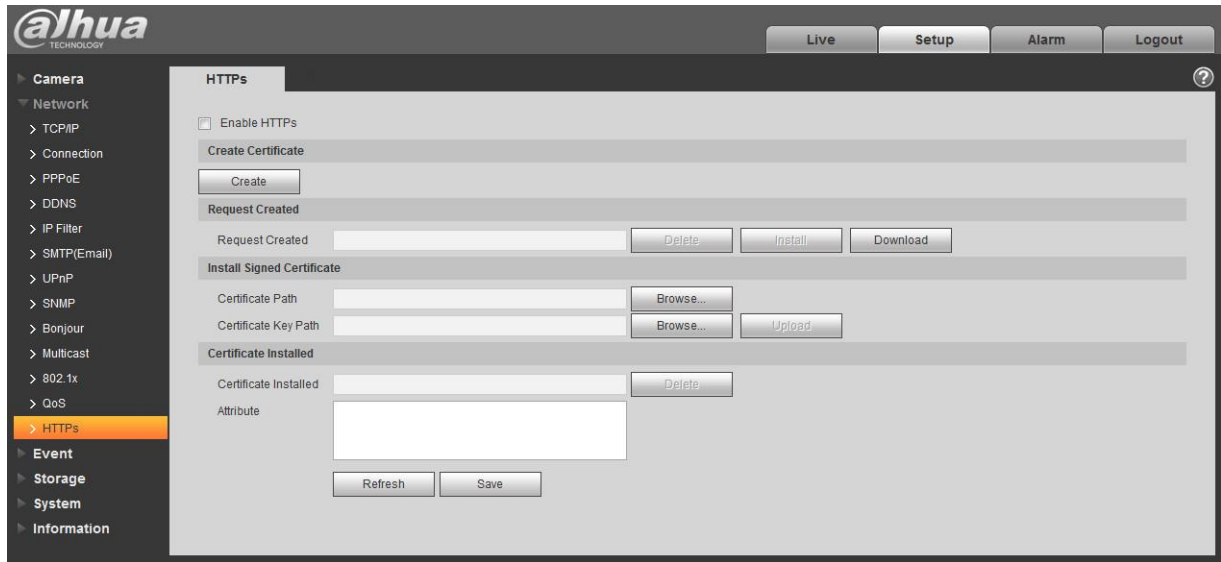 alhua
TECHNOLOGY
Live Setup Alarm Logout
Camera
Network
TCP/IP
Connection
PPPoE
DDNS
IP Filter
SMTP(Email)
UPnP
SNMP
Bonjour
Multicast
802.1x
QoS
HTTPs
Event
Storage
System
Information
HTTPs ?
Enable HTTPs
Create Certificate
Create
Request Created
Request Created Delete Install Download
Install Signed Certificate
Certificate Path Browse...
Certificate Key Path Browse... Upload
Certificate Installed
Certificate Installed Delete
Attribute
Refresh Save